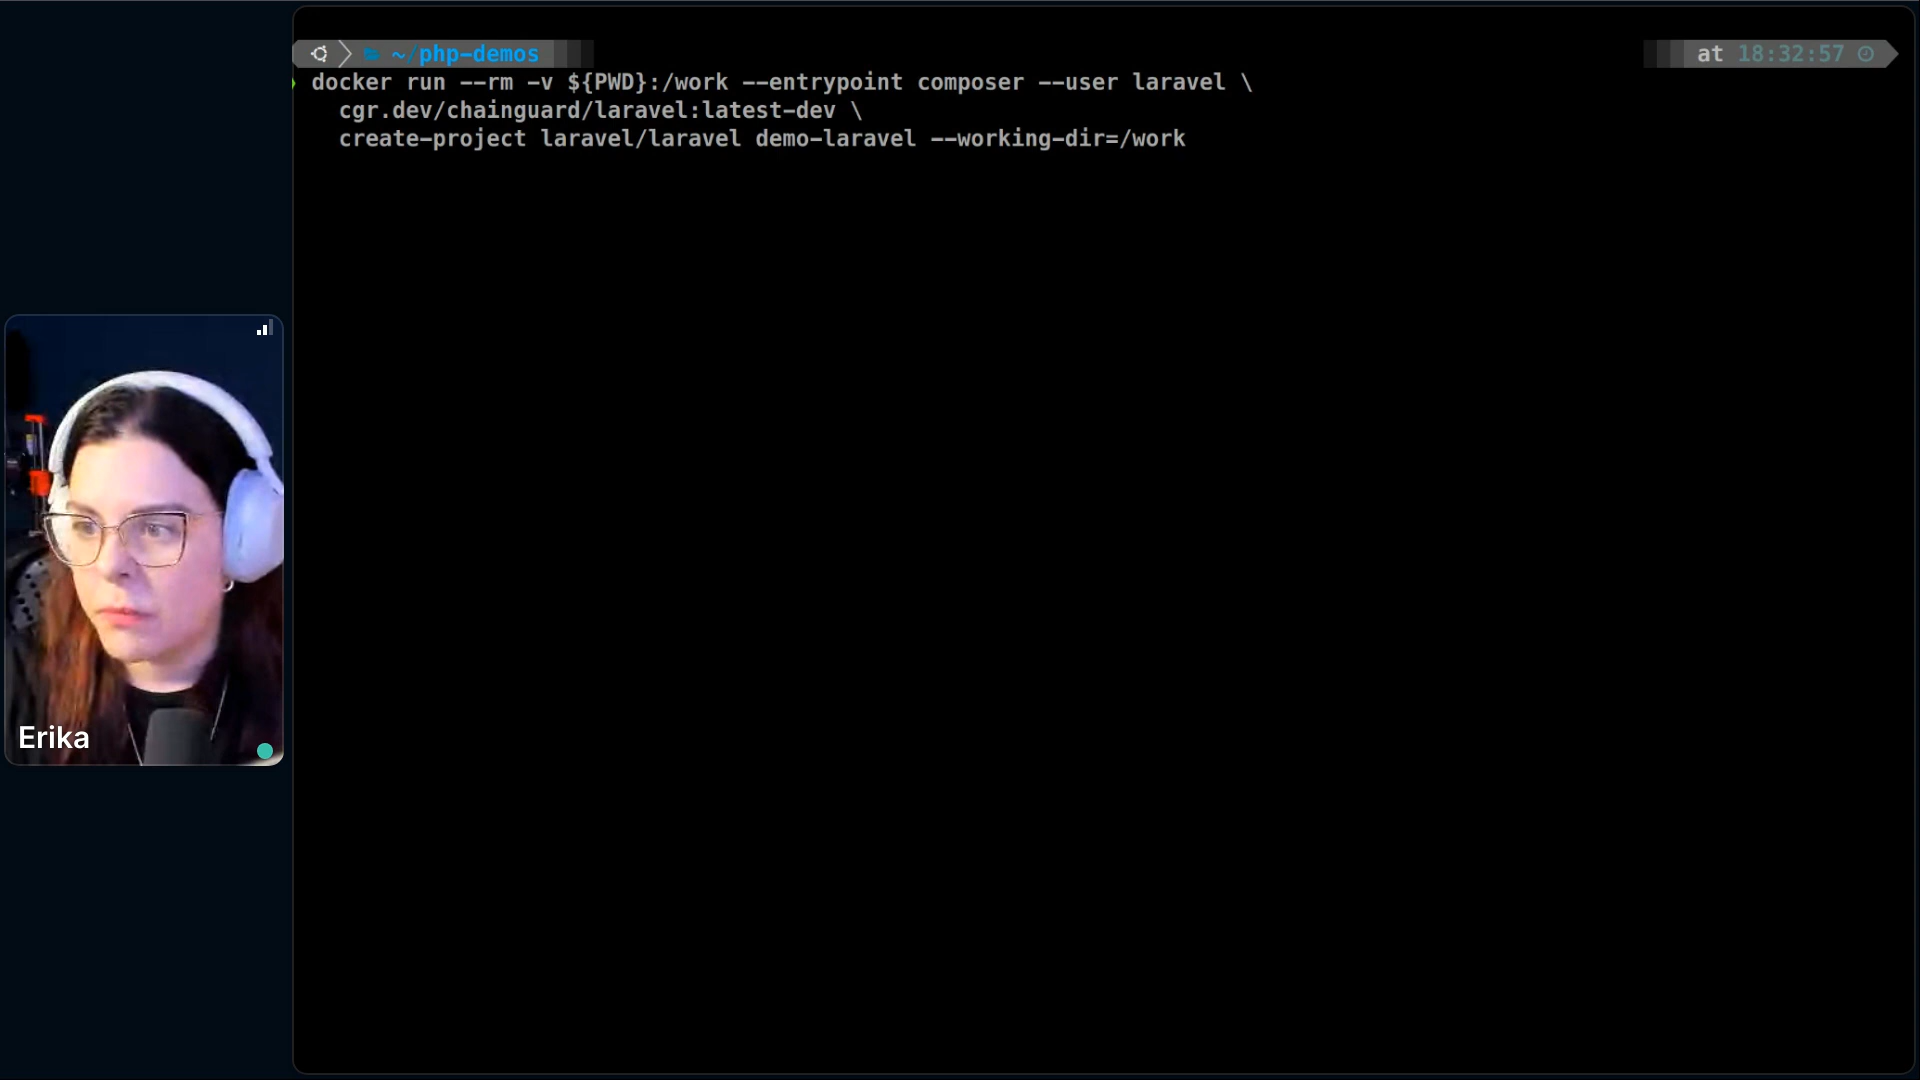 ~/php-demos
at 18:32:57
docker run --rm -v ${PWD}:/work --entrypoint composer --user laravel \
cgr.dev/chainguard/laravel:latest-dev \
create-project laravel/laravel demo-laravel --working-dir=/work
Erika